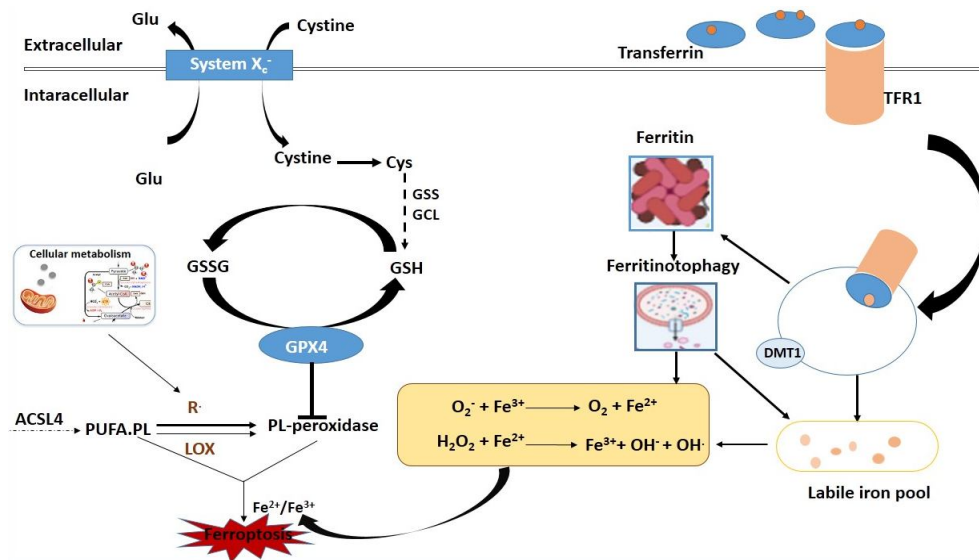 Glu
Cystine
Extracellular
System Xc-
Intaracellular
Transferrin
TFR1
Glu
Cystine
Cys
GSS
GCL
Ferritin
GSSG
GSH
Ferritinotophagy
Cellular metabolism
GPX4
DMT1
ACSL4
R·
PUFA.PL
PL-peroxidase
LOX
O2- + Fe3+ → O2 + Fe2+
H2O2 + Fe2+ → Fe3+ + OH- + OH·
Labile iron pool
Fe2+/Fe3+
Ferroptosis